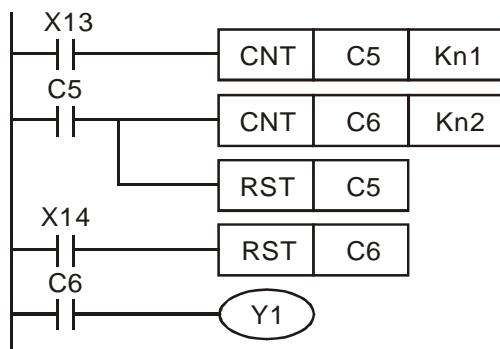 X13
CNT C5 Kn1
C5
CNT C6 Kn2
RST C5
X14
RST C6
C6
Y1